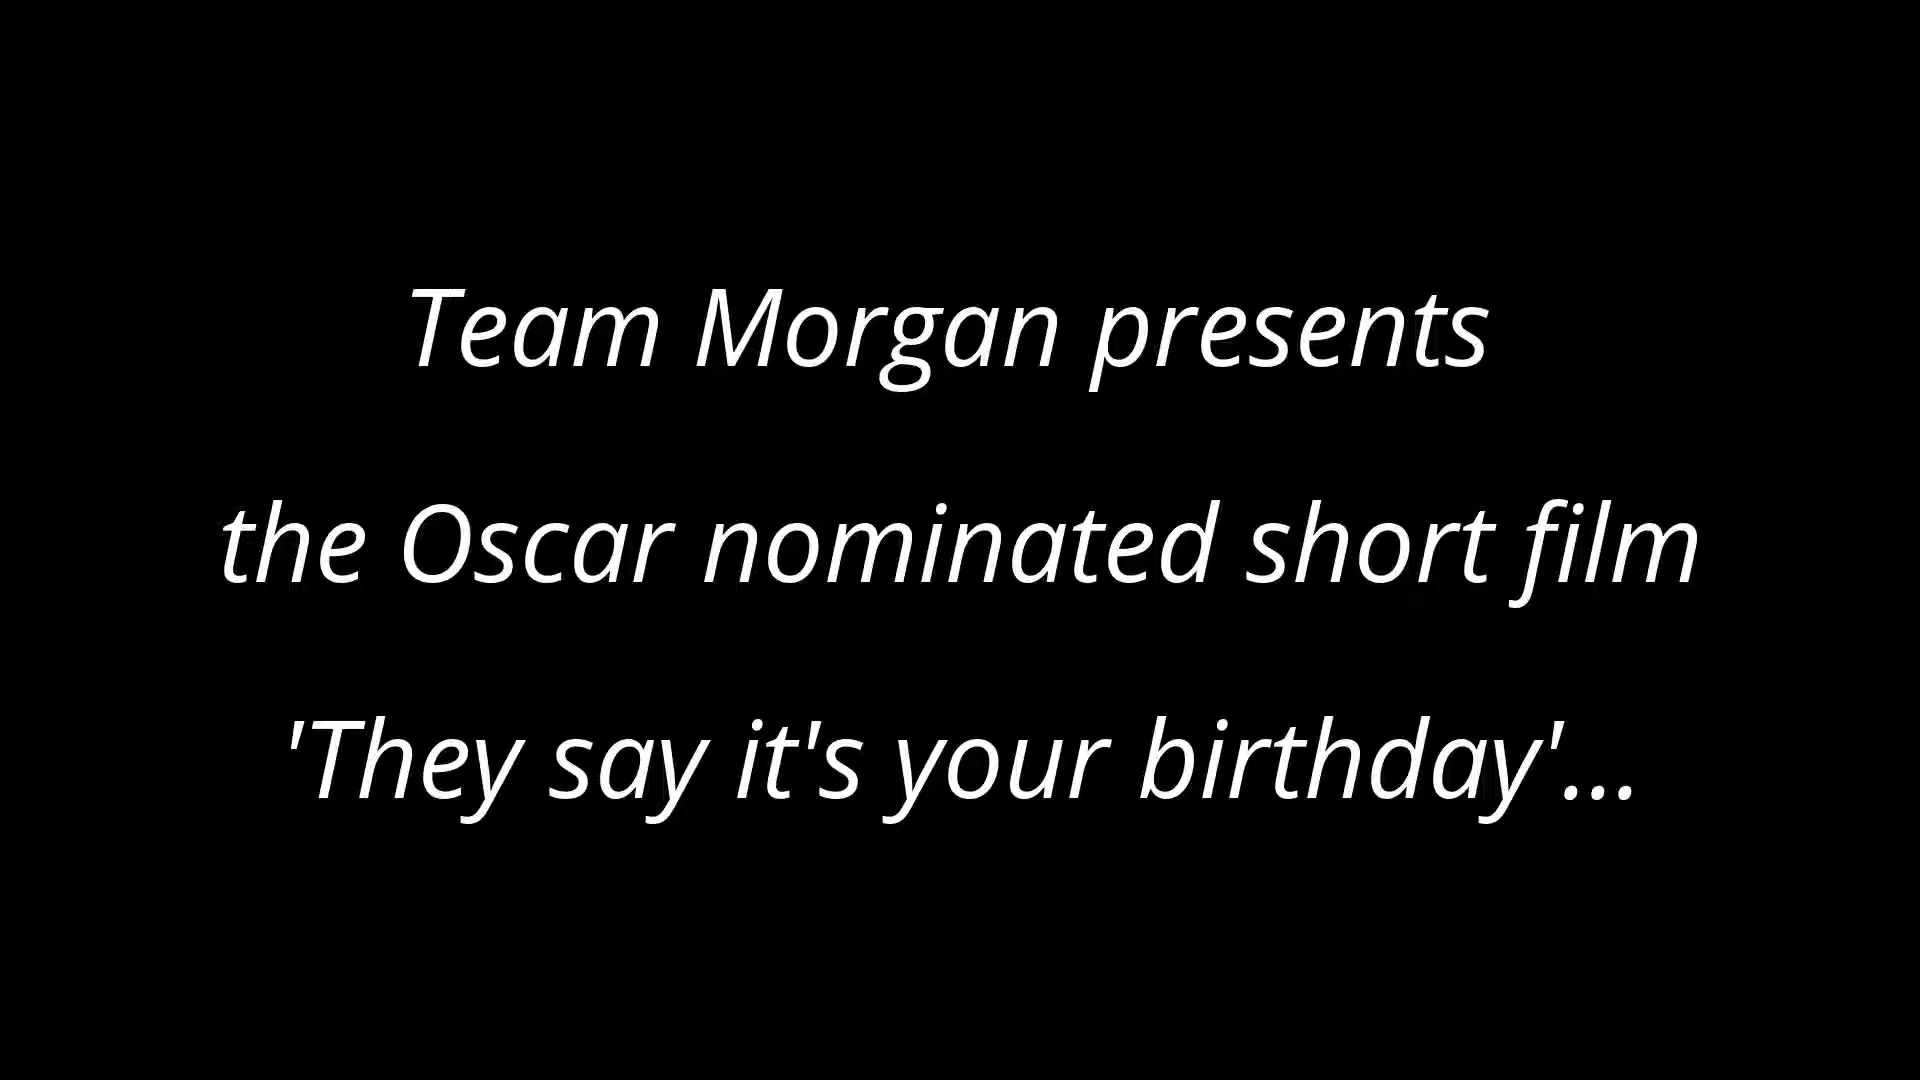 Team Morgan presents
the Oscar nominated short film
'They say it's your birthday'...